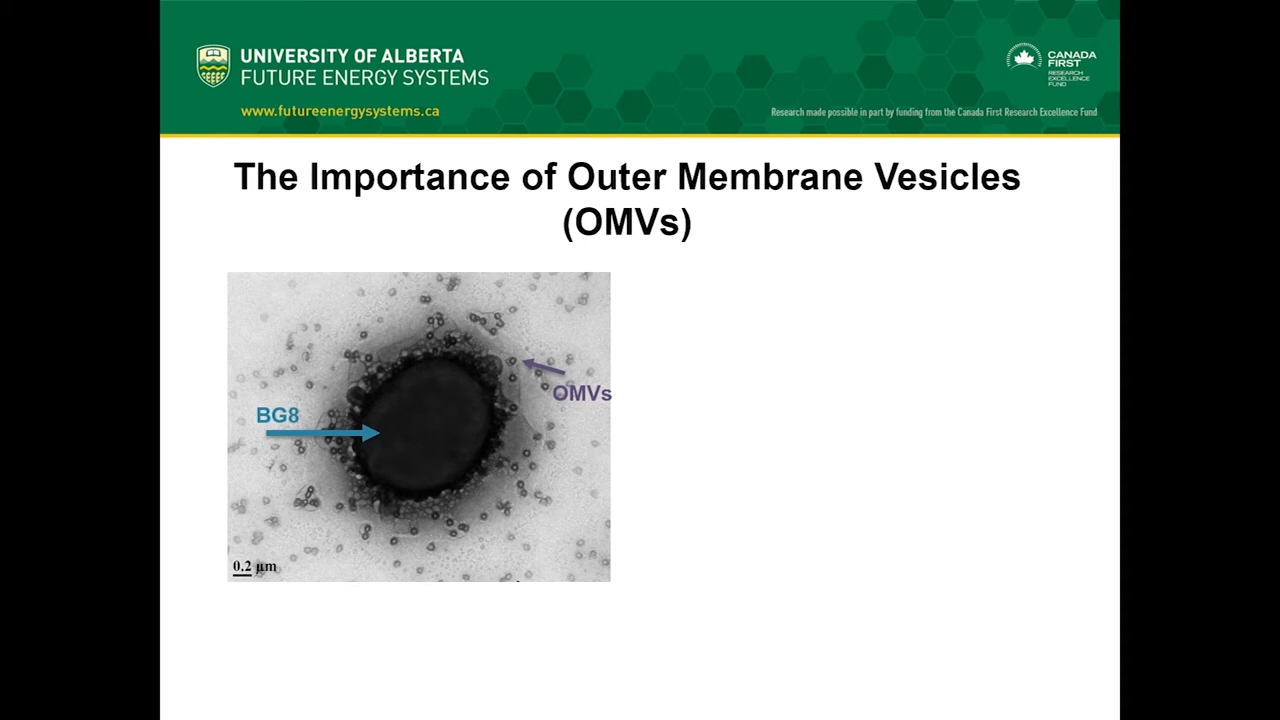 UNIVERSITY OF ALBERTA
FUTURE ENERGY SYSTEMS
www.futureenergysystems.ca
CANADA
FIRST
RESEARCH
EXCELLENCE
FUND
Research made possible in part by funding from the Canada First Research Excellence Fund
The Importance of Outer Membrane Vesicles
(OMVs)
OMVs
BG8
0.2 μm